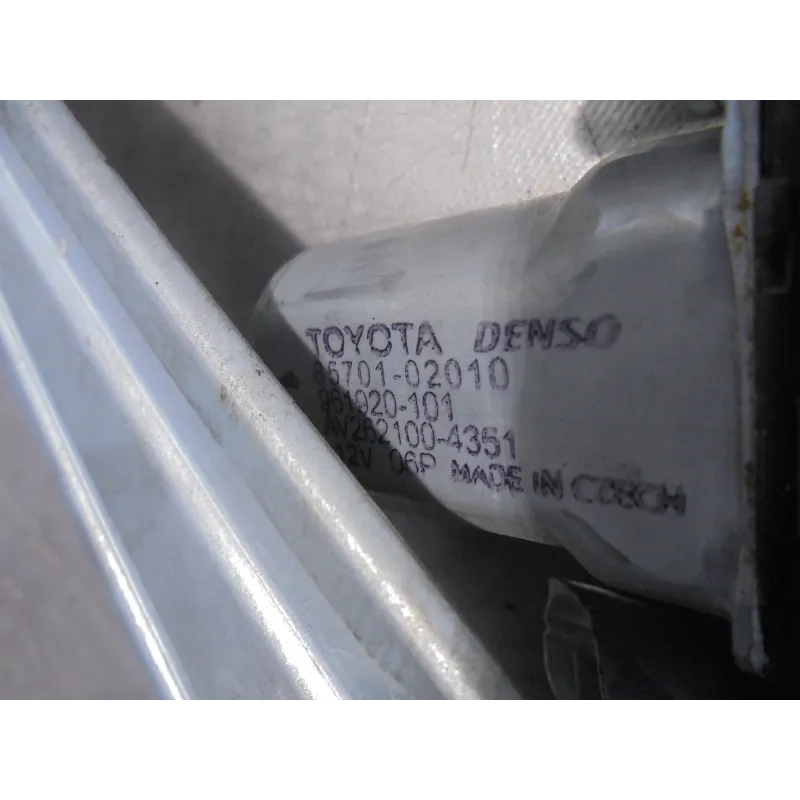 TOYOTA DENSO
85701-02010
961920-101
AV262100-4351
12V 06P MADE IN CZECH